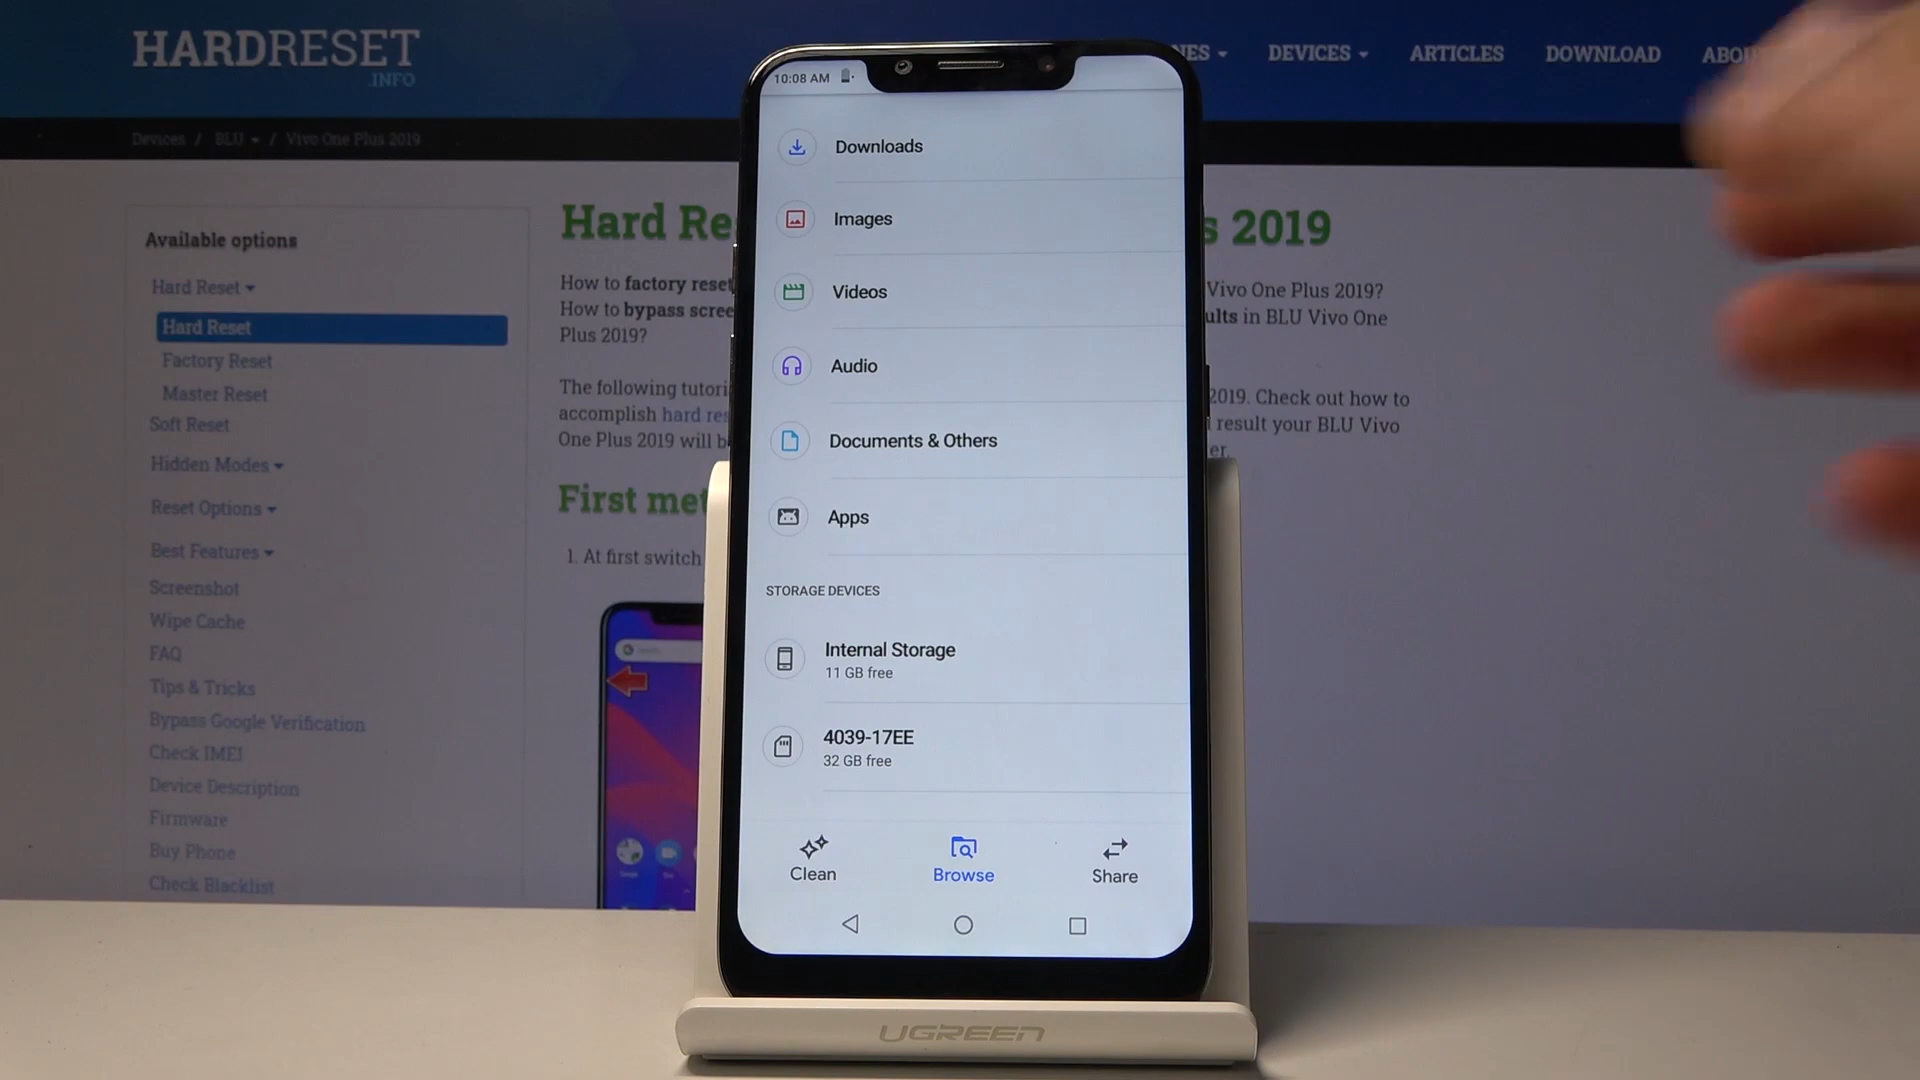 HARDRESET
.INFO
DEVICES
ARTICLES
DOWNLOAD
Devices / BLU / Vivo One Plus 2019
Available options
Hard Reset
Hard Reset
Factory Reset
Master Reset
Soft Reset
Hidden Modes
Reset Options
Best Features
Screenshot
Wipe Cache
FAQ
Tips & Tricks
Bypass Google Verification
Check IMEI
Device Description
Firmware
Buy Phone
Check Blacklist
Hard Re
s 2019
How to factory reset
Vivo One Plus 2019?
How to bypass scree
ults in BLU Vivo One
Plus 2019?
The following tutori
2019. Check out how to
accomplish hard res
result your BLU Vivo
One Plus 2019 will b
er.
First met
1. At first switch
10:08 AM
Downloads
Images
Videos
Audio
Documents & Others
Apps
STORAGE DEVICES
Internal Storage
11 GB free
4039-17EE
32 GB free
Clean
Browse
Share
UGREEN